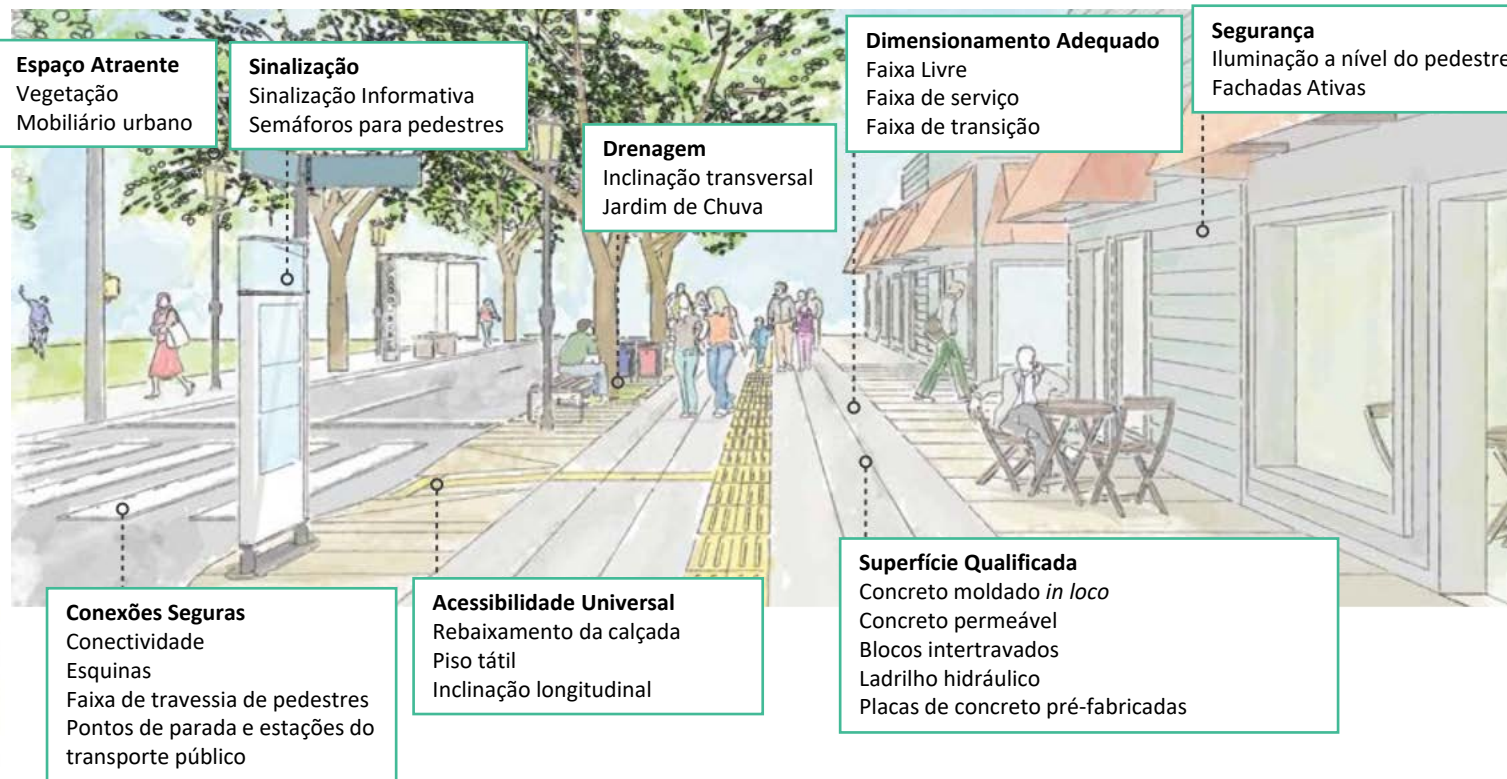 Espaço Atraente
Vegetação
Mobiliário urbano
Sinalização
Sinalização Informativa
Semáforos para pedestres
Drenagem
Inclinação transversal
Jardim de Chuva
Dimensionamento Adequado
Faixa Livre
Faixa de serviço
Faixa de transição
Segurança
Iluminação a nível do pedestre
Fachadas Ativas
Conexões Seguras
Conectividade
Esquinas
Faixa de travessia de pedestres
Pontos de parada e estações do
transporte público
Acessibilidade Universal
Rebaixamento da calçada
Piso tátil
Inclinação longitudinal
Superfície Qualificada
Concreto moldado in loco
Concreto permeável
Blocos intertravados
Ladrilho hidráulico
Placas de concreto pré-fabricadas